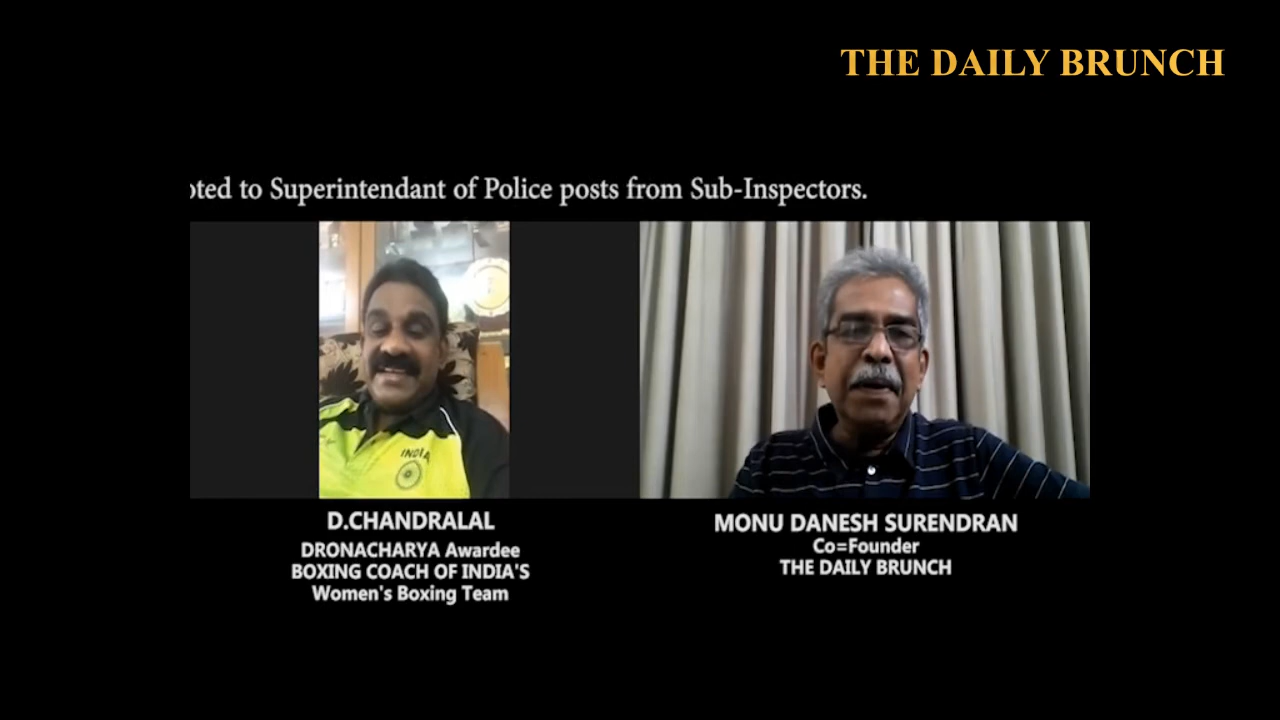 THE DAILY BRUNCH
oted to Superintendant of Police posts from Sub-Inspectors.
INDIA
D.CHANDRALAL
DRONACHARYA Awardee
BOXING COACH OF INDIA'S
Women's Boxing Team
MONU DANESH SURENDRAN
Co=Founder
THE DAILY BRUNCH